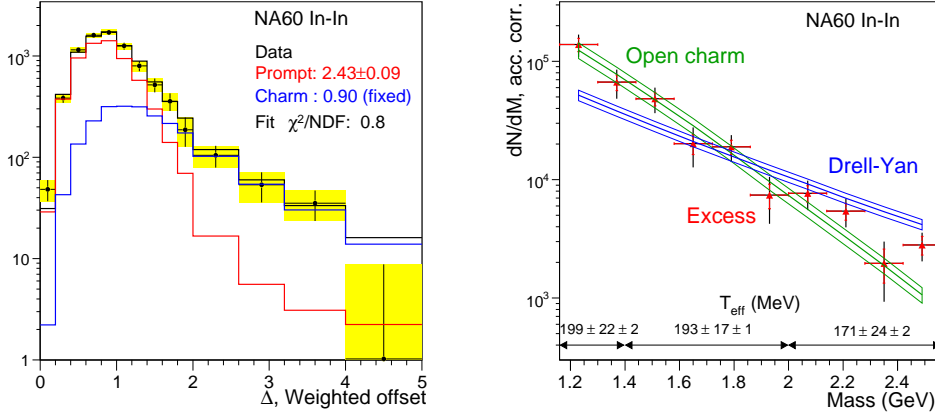 NA60 In-In
Data
Prompt: 2.43±0.09
Charm : 0.90 (fixed)
Fit χ²/NDF: 0.8
10³
10²
10
1
0 1 2 3 4 5
Δ, Weighted offset
NA60 In-In
dN/dM, acc. corr.
Open charm
Drell-Yan
Excess
10⁵
10⁴
10³
T_eff (MeV)
199 ± 22 ± 2
193 ± 17 ± 1
171 ± 24 ± 2
1.2 1.4 1.6 1.8 2 2.2 2.4
Mass (GeV)